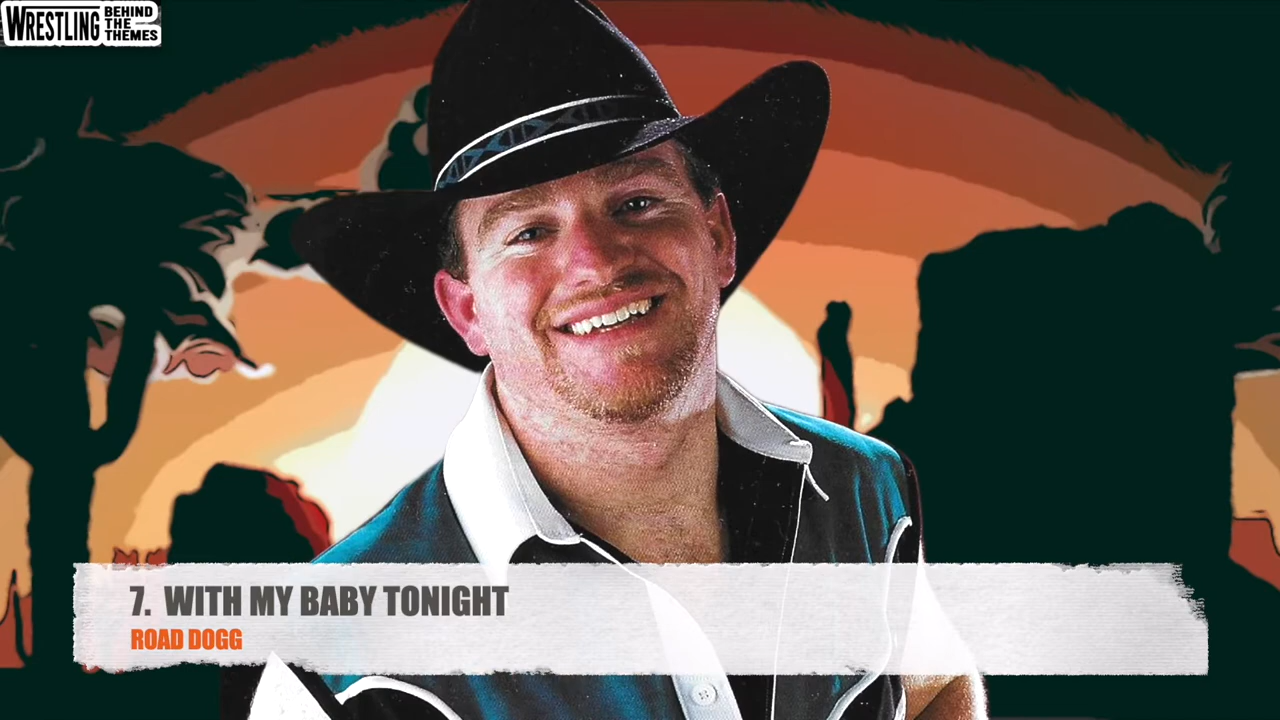 WRESTLING
BEHIND
THE
THEMES
7. WITH MY BABY TONIGHT
ROAD DOGG